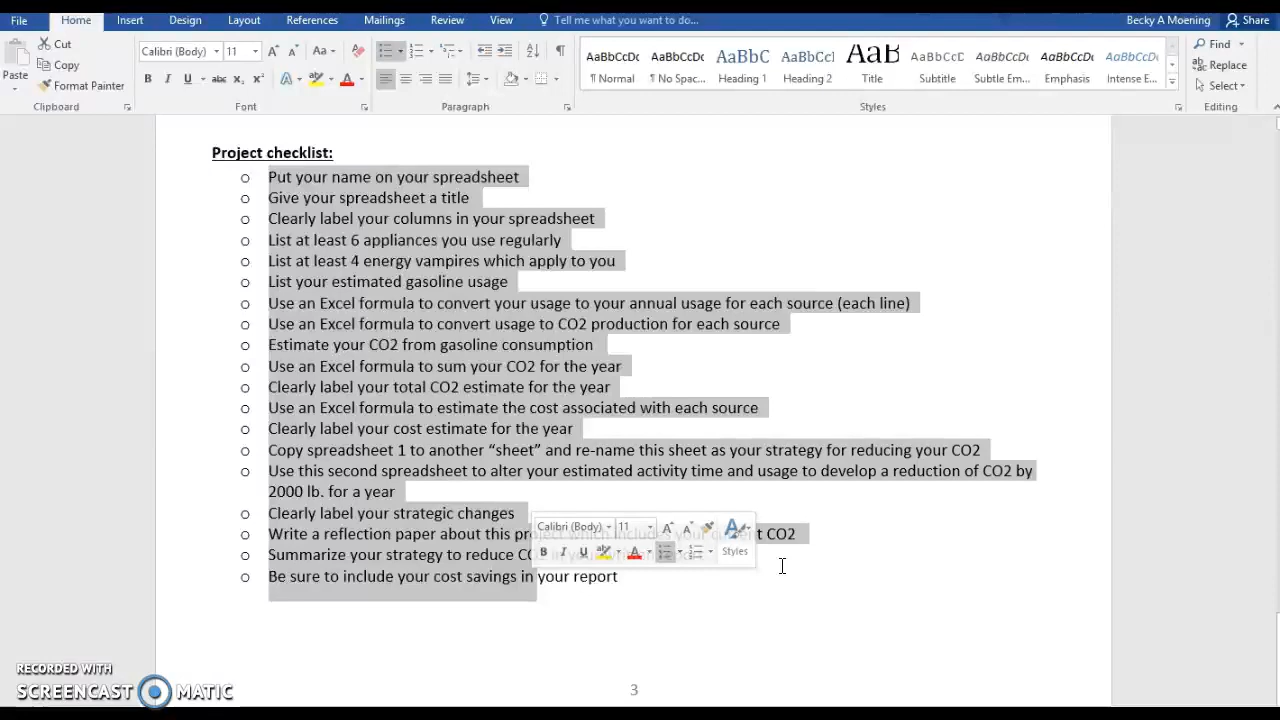 File Home Insert Design Layout References Mailings Review View Tell me what you want to do... Becky A Moening Share
Paste Cut
Copy
Format Painter
Clipboard
Calibri (Body) 11 A A Aa
B I U abc X₂ X² A A
Font
Paragraph
AaBbCcDc AaBbCcDc AaBbC AaBbCcI AaB AaBbCcD AaBbCcDc AaBbCcDc AaBbCcDc
¶ Normal ¶ No Spac... Heading 1 Heading 2 Title Subtitle Subtle Em... Emphasis Intense E...
Styles
Find
Replace
Select
Editing
Project checklist:
o Put your name on your spreadsheet
o Give your spreadsheet a title
o Clearly label your columns in your spreadsheet
o List at least 6 appliances you use regularly
o List at least 4 energy vampires which apply to you
o List your estimated gasoline usage
o Use an Excel formula to convert your usage to your annual usage for each source (each line)
o Use an Excel formula to convert usage to CO2 production for each source
o Estimate your CO2 from gasoline consumption
o Use an Excel formula to sum your CO2 for the year
o Clearly label your total CO2 estimate for the year
o Use an Excel formula to estimate the cost associated with each source
o Clearly label your cost estimate for the year
o Copy spreadsheet 1 to another “sheet” and re-name this sheet as your strategy for reducing your CO2
o Use this second spreadsheet to alter your estimated activity time and usage to develop a reduction of CO2 by
2000 lb. for a year
o Clearly label your strategic changes
o Write a reflection paper about this project which includes your current CO2
o Summarize your strategy to reduce CO2 in
o Be sure to include your cost savings in your report
Calibri (Body) 11 A A
B I U A Styles
3
RECORDED WITH
SCREENCAST MATIC